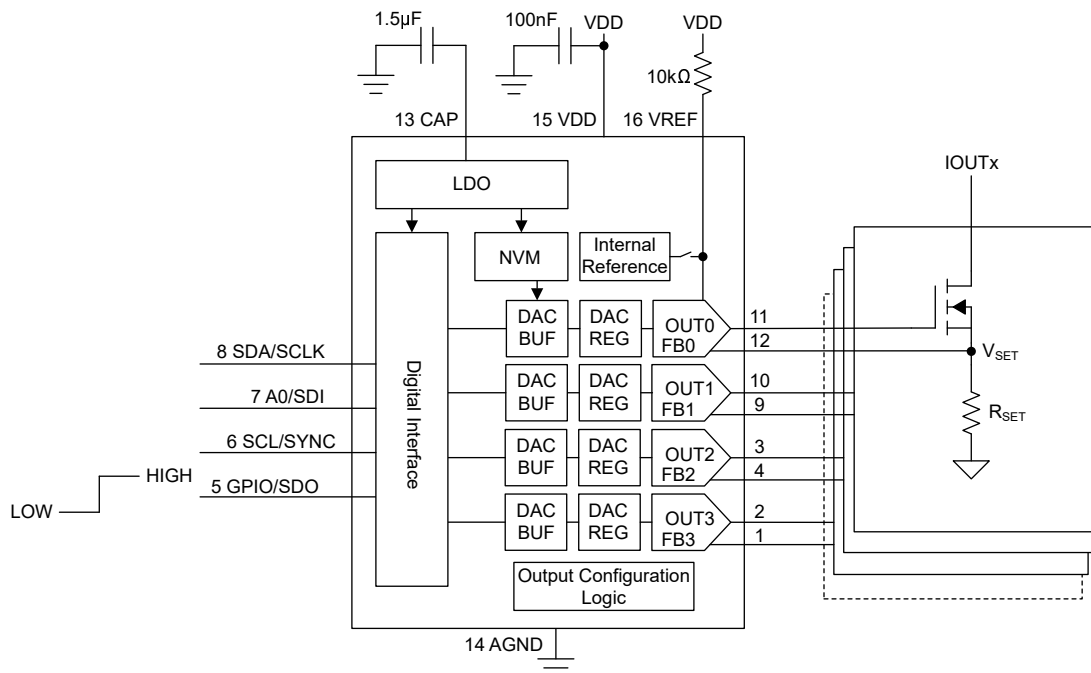 1.5µF
100nF
VDD
VDD
10kΩ
13 CAP
15 VDD
16 VREF
LDO
IOUTx
NVM
Internal
Reference
DAC
BUF
DAC
REG
OUT0
FB0
11
12
VSET
8 SDA/SCLK
7 A0/SDI
6 SCL/SYNC
5 GPIO/SDO
HIGH
LOW
Digital Interface
DAC
BUF
DAC
REG
OUT1
FB1
10
9
RSET
DAC
BUF
DAC
REG
OUT2
FB2
3
4
DAC
BUF
DAC
REG
OUT3
FB3
2
1
Output Configuration
Logic
14 AGND